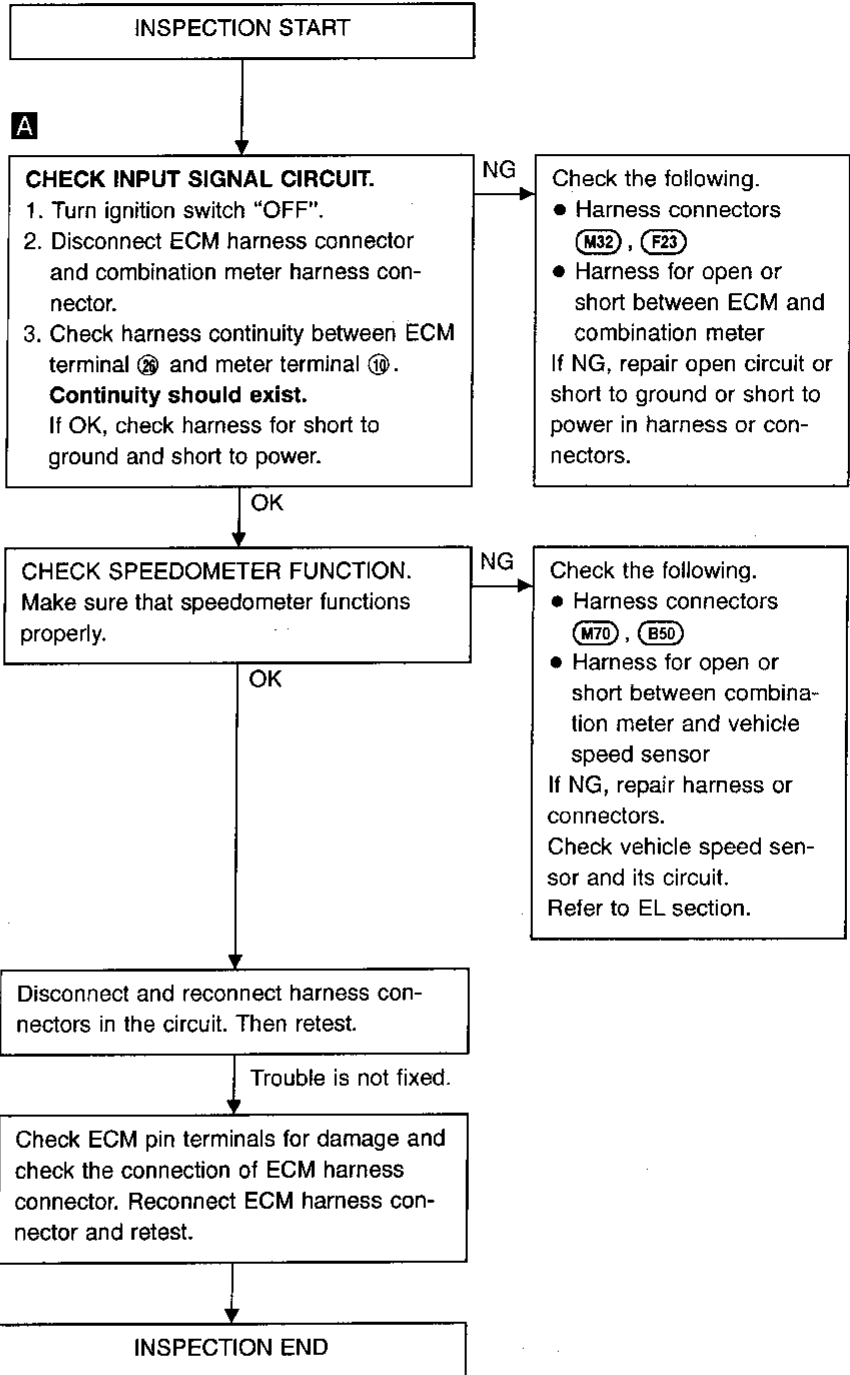 INSPECTION START
A
CHECK INPUT SIGNAL CIRCUIT.
1. Turn ignition switch “OFF”.
2. Disconnect ECM harness connector
and combination meter harness con-
nector.
3. Check harness continuity between ECM
terminal ㉖ and meter terminal ⑩.
Continuity should exist.
If OK, check harness for short to
ground and short to power.
NG
Check the following.
● Harness connectors
M32 , F23
● Harness for open or
short between ECM and
combination meter
If NG, repair open circuit or
short to ground or short to
power in harness or con-
nectors.
OK
CHECK SPEEDOMETER FUNCTION.
Make sure that speedometer functions
properly.
NG
Check the following.
● Harness connectors
M70 , B50
● Harness for open or
short between combina-
tion meter and vehicle
speed sensor
If NG, repair harness or
connectors.
Check vehicle speed sen-
sor and its circuit.
Refer to EL section.
OK
Disconnect and reconnect harness con-
nectors in the circuit. Then retest.
Trouble is not fixed.
Check ECM pin terminals for damage and
check the connection of ECM harness
connector. Reconnect ECM harness con-
nector and retest.
INSPECTION END